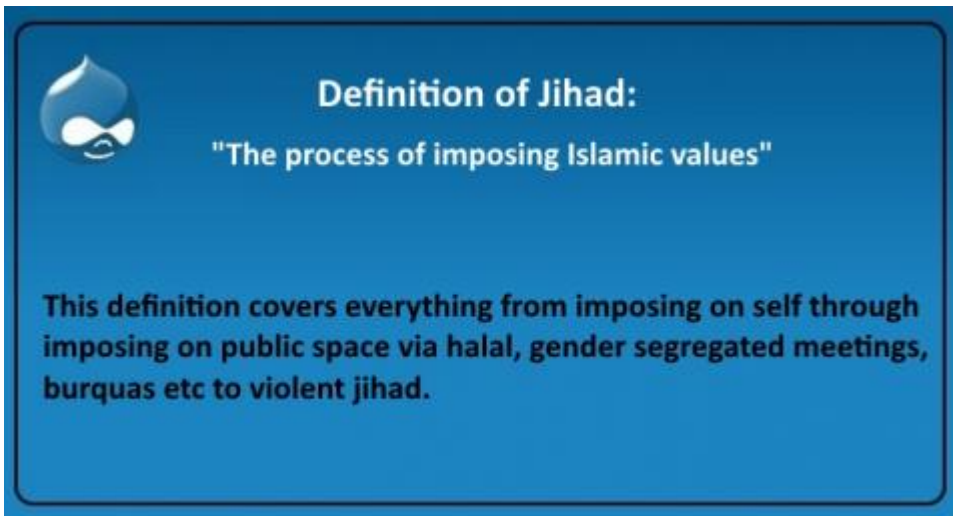 Definition of Jihad:
"The process of imposing Islamic values"
This definition covers everything from imposing on self through
imposing on public space via halal, gender segregated meetings,
burquas etc to violent jihad.